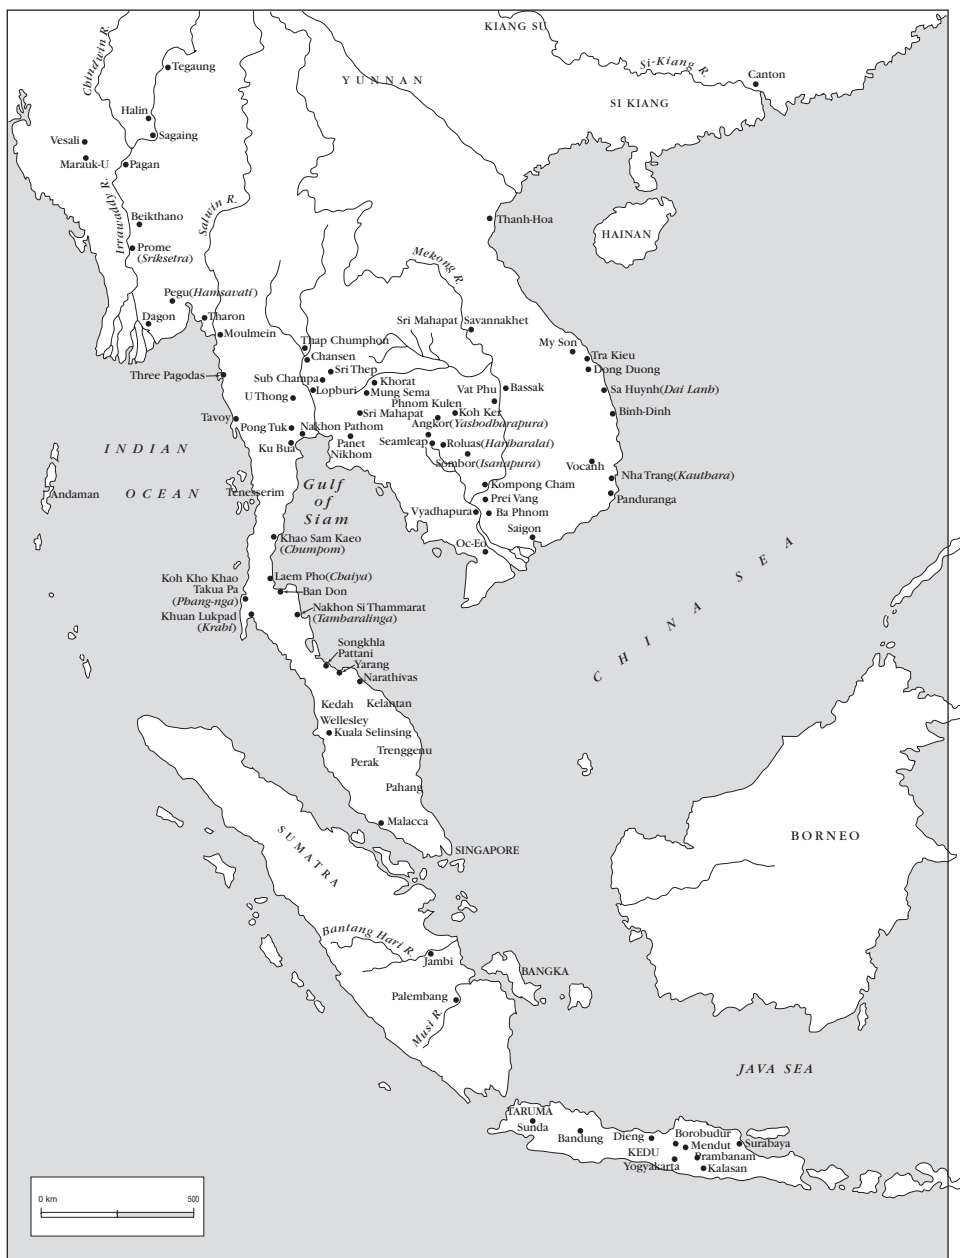 KIANG SU
Si-Kiang R.
Canton
Chindwin R.
Tegaung
YUNNAN
SI KIANG
Halin
Sagaing
Vesali
Marauk-U
Pagan
Irrawaddy R.
Salwin R.
Beikthano
Thanh-Hoa
HAINAN
Prome
(Sriksetra)
Mekong R.
Pegu(Hamsavati)
Dagon
Tharon
Moulmein
Sri Mahapat
Savannakhet
Thap Chumphon
Chansen
My Son
Tra Kieu
Dong Duong
Three Pagodas
Sub Champa
Sri Thep
Khorat
Lopburi
Mung Sema
Vat Phu
Bassak
Sa Huynh(Dai Lanh)
U Thong
Phnom Kulen
Sri Mahapat
Koh Ker
Binh-Dinh
Tavoy
Pong Tuk
Nakhon Pathom
Angkor(Yashodharapura)
Ku Bua
Panet
Nikhom
Seamleap
Roluas(Hariharalai)
INDIAN
OCEAN
Sombor(Isanapura)
Vocanh
Nha Trang(Kauthara)
Andaman
Tenesserim
Gulf
of
Siam
Kompong Cham
Prei Vang
Panduranga
Vyadhapura
Ba Phnom
Saigon
Oc-Eo
Khao Sam Kaeo
(Chumpom)
CHINA SEA
Koh Kho Khao
Takua Pa
(Phang-nga)
Laem Pho(Chaiya)
Ban Don
Khuan Lukpad
(Krabi)
Nakhon Si Thammarat
(Tambaralinga)
Songkhla
Pattani
Yarang
Narathivas
Kedah
Kelantan
Wellesley
Kuala Selinsing
Trenggenu
Perak
Pahang
Malacca
SINGAPORE
SUMATRA
BORNEO
Bantang Hari R.
Jambi
BANGKA
Palembang
Musi R.
JAVA SEA
TARUMA
Sunda
Bandung
Dieng
Borobudur
Mendut
Surabaya
KEDU
Prambanam
Yogyakarta
Kalasan
0 km
500